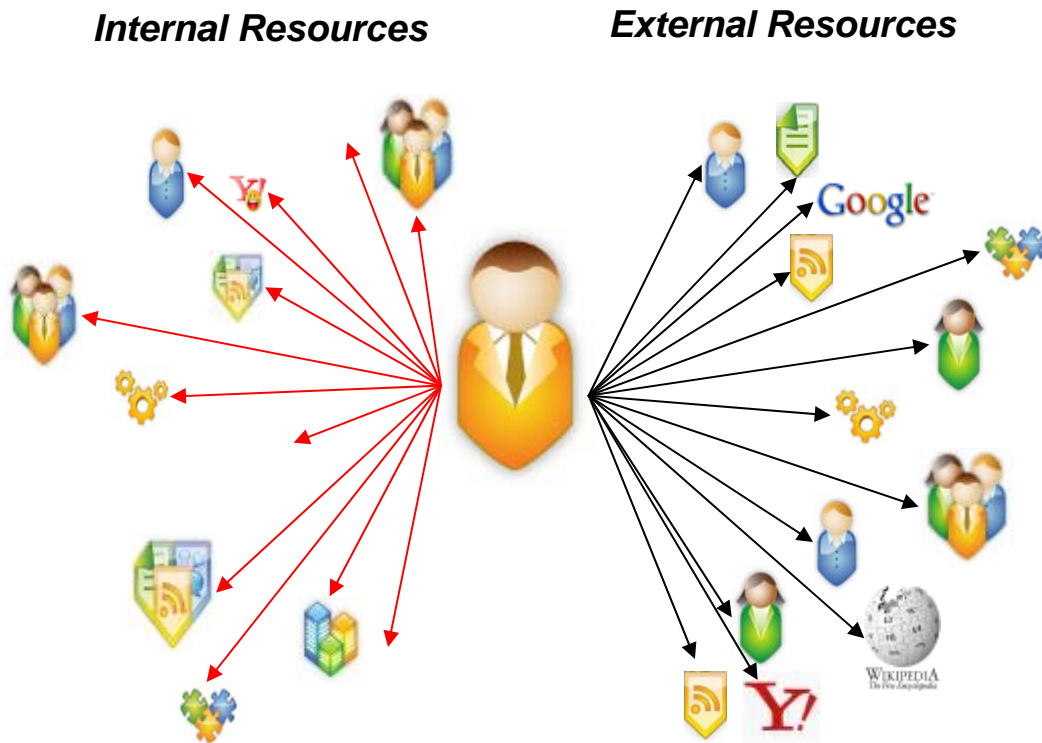 Internal Resources
External Resources
Y!
Google
WIKIPEDIA
The Free Encyclopedia
Y!